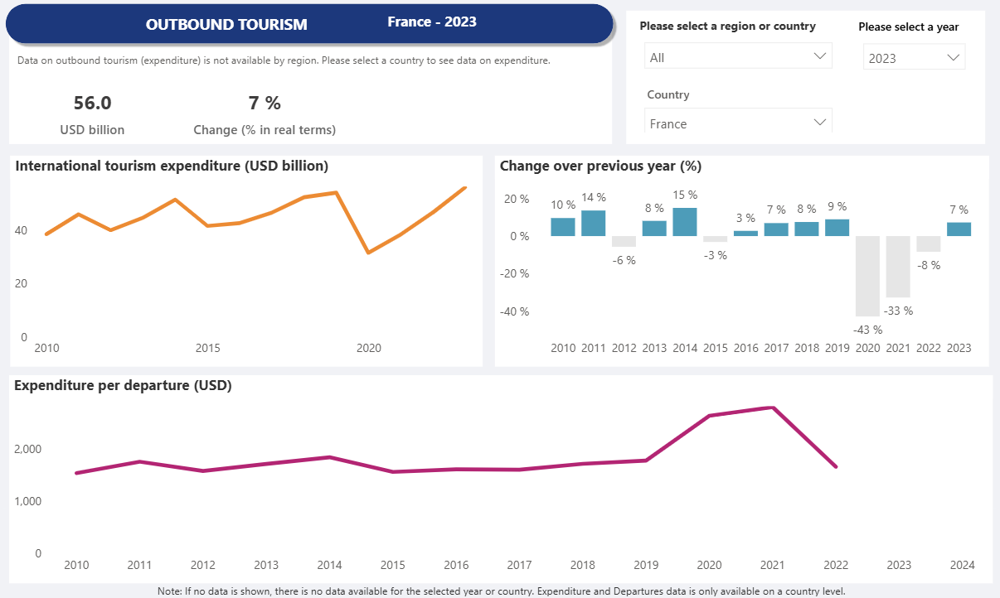 OUTBOUND TOURISM
France - 2023
Data on outbound tourism (expenditure) is not available by region. Please select a country to see data on expenditure.
56.0
USD billion
7 %
Change (% in real terms)
Please select a region or country
All
Please select a year
2023
Country
France
International tourism expenditure (USD billion)
40
20
0
2010 2015 2020
Change over previous year (%)
20 %
0 %
-20 %
-40 %
10 %
14 %
-6 %
8 %
15 %
-3 %
3 %
7 %
8 %
9 %
-43 %
-33 %
-8 %
7 %
2010 2011 2012 2013 2014 2015 2016 2017 2018 2019 2020 2021 2022 2023
Expenditure per departure (USD)
2,000
1,000
0
2010 2011 2012 2013 2014 2015 2016 2017 2018 2019 2020 2021 2022 2023 2024
Note: If no data is shown, there is no data available for the selected year or country. Expenditure and Departures data is only available on a country level.